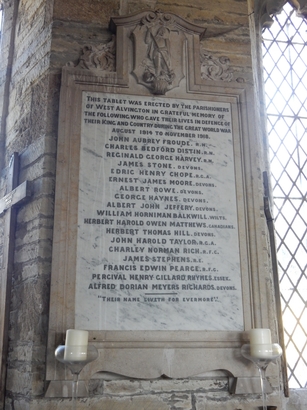 THIS TABLET WAS ERECTED BY THE PARISHIONERS
OF WEST ALVINGTON IN GRATEFUL MEMORY OF
THE FOLLOWING, WHO GAVE THEIR LIVES IN DEFENCE OF
THEIR KING AND COUNTRY DURING THE GREAT WORLD WAR
AUGUST 1914 TO NOVEMBER 1918.
JOHN AUBREY FROUDE. R.N.
CHARLES BEDFORD DISTIN. R.N.
REGINALD GEORGE HARVEY. R.N.
JAMES STONE. DEVONS.
EDRIC HENRY CHOPE. R.G.A.
ERNEST JAMES MOORE. DEVONS.
ALBERT ROWE. DEVONS.
GEORGE HAYNES. DEVONS.
ALBERT JOHN JEFFERY. DEVONS.
WILLIAM HORNIMAN BALKWILL. WILTS.
HERBERT HAROLD OWEN MATTHEWS.
HERBERT THOMAS HILL. DEVONS.
JOHN HAROLD TAYLOR. R.G.A.
CHARLEY NORMAN RICH. R.F.C.
JAMES STEPHENS. R.E.
FRANCIS EDWIN PEARCE. R.F.C.
PERCIVAL HENRY GILLARD RHYMES. ESSEX.
ALFRED DORIAN MEYERS RICHARDS. DEVONS.
"THEIR NAME LIVETH FOR EVERMORE".